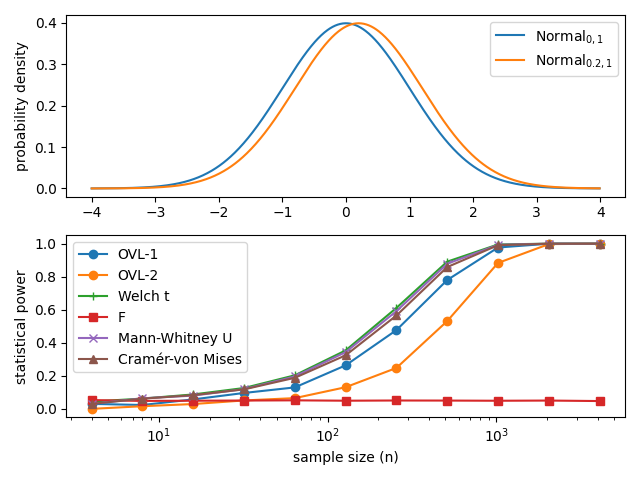 0.4
0.3
0.2
0.1
0.0
probability density
Normal0,1
Normal0.2,1
−4 −3 −2 −1 0 1 2 3 4
1.0
0.8
0.6
0.4
0.2
0.0
statistical power
OVL-1
OVL-2
Welch t
F
Mann-Whitney U
Cramér-von Mises
10¹ 10² 10³
sample size (n)